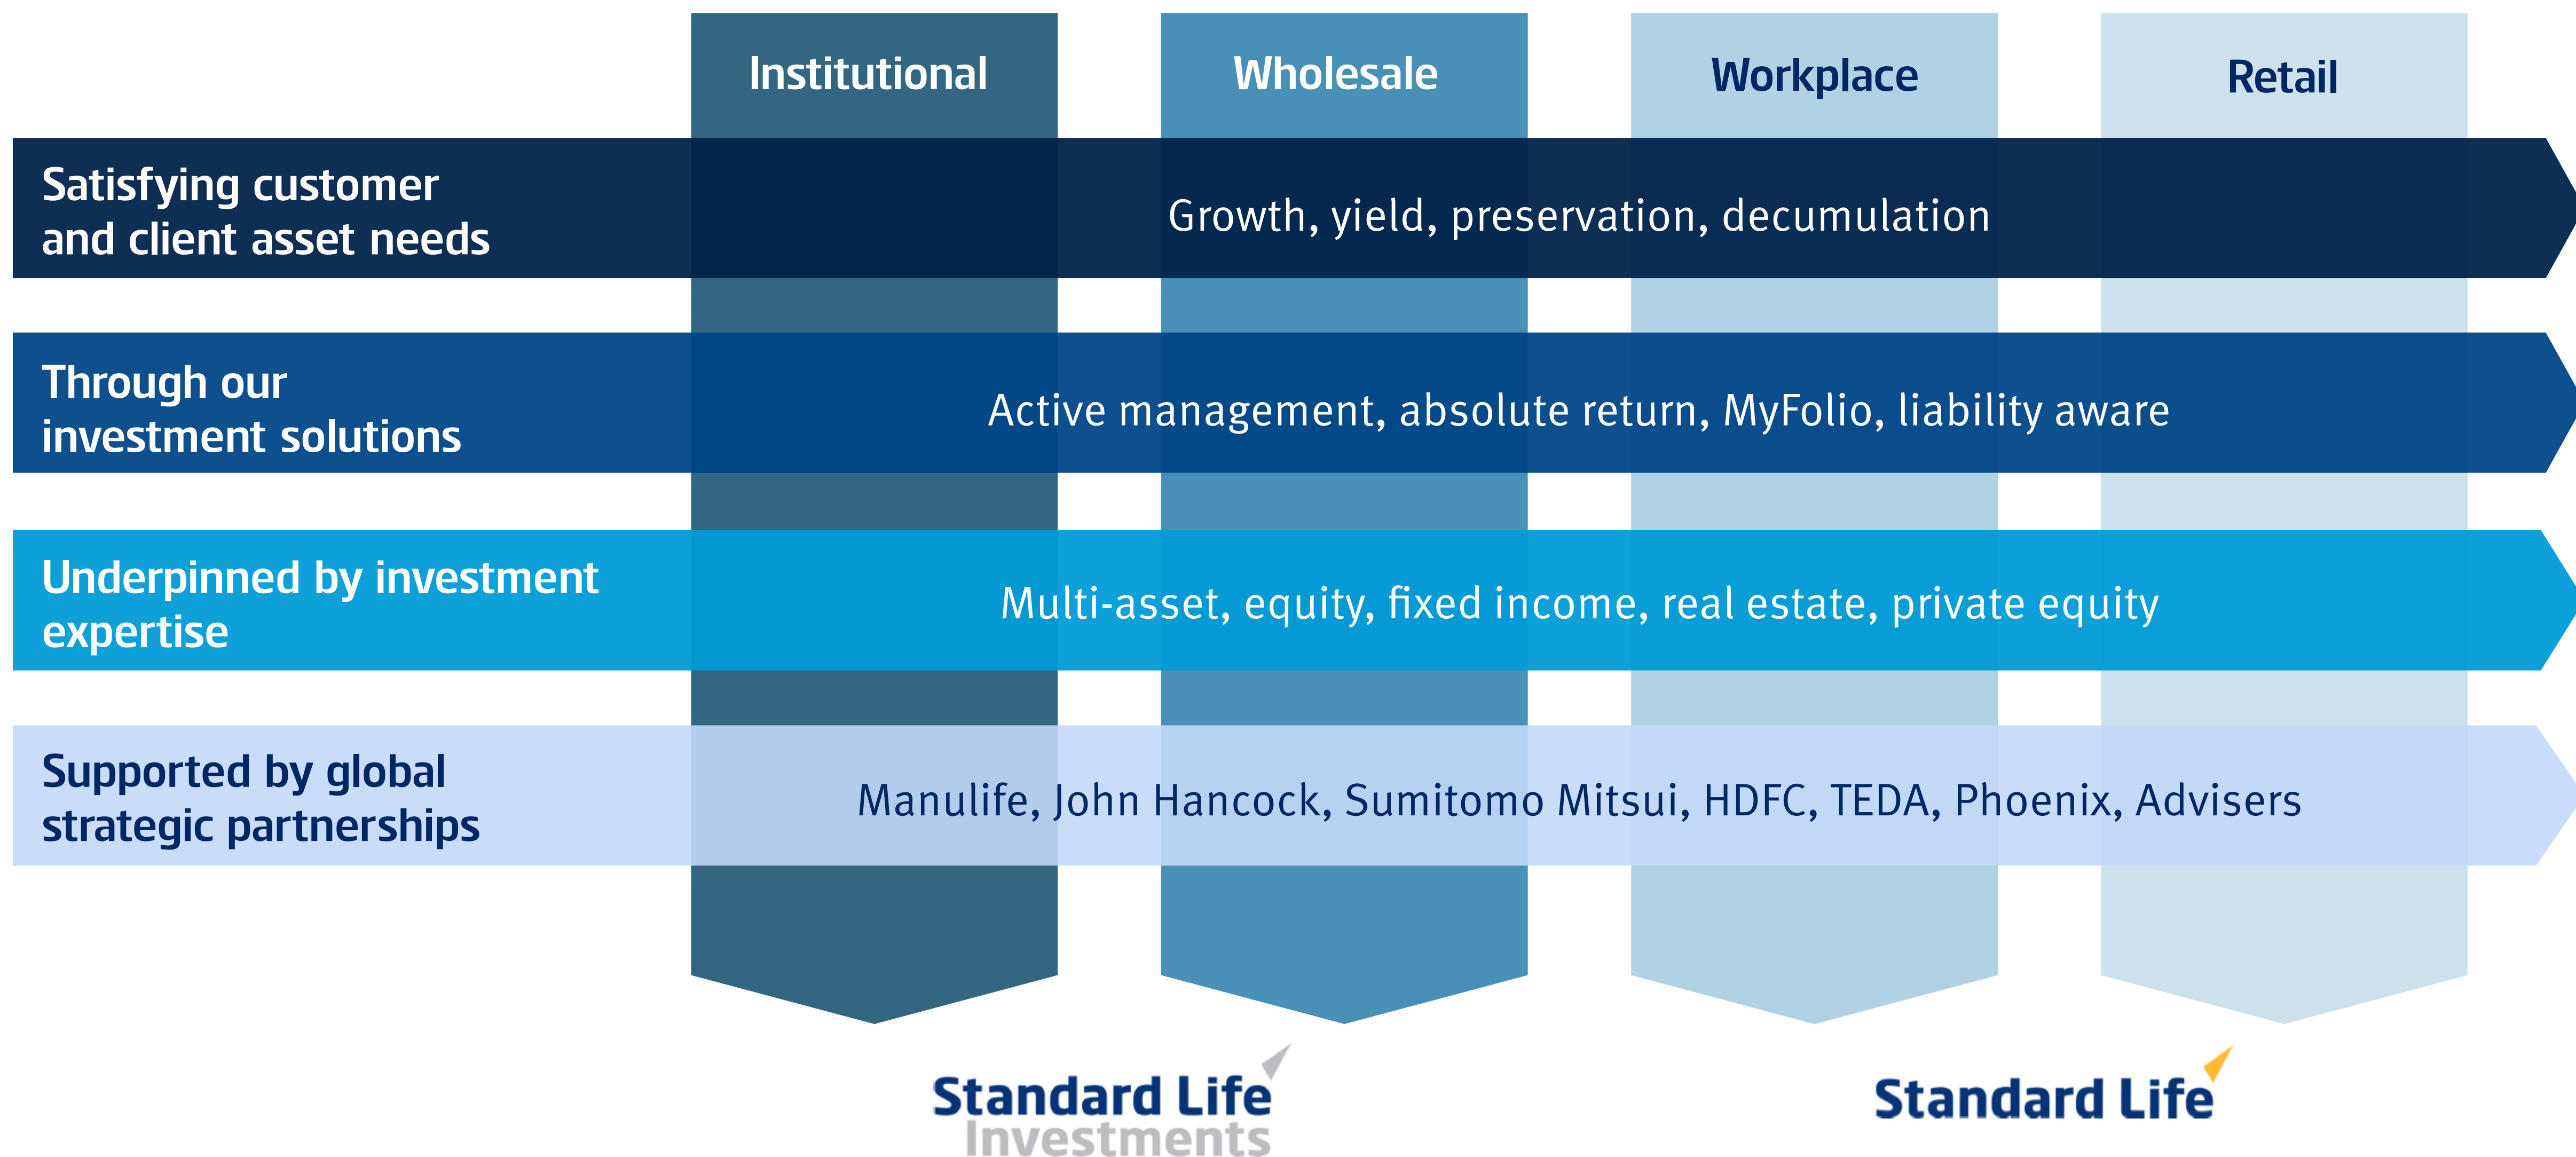 Institutional
Wholesale
Workplace
Retail
Satisfying customer
and client asset needs
Growth, yield, preservation, decumulation
Through our
investment solutions
Active management, absolute return, MyFolio, liability aware
Underpinned by investment
expertise
Multi-asset, equity, fixed income, real estate, private equity
Supported by global
strategic partnerships
Manulife, John Hancock, Sumitomo Mitsui, HDFC, TEDA, Phoenix, Advisers
Standard Life
Investments
Standard Life